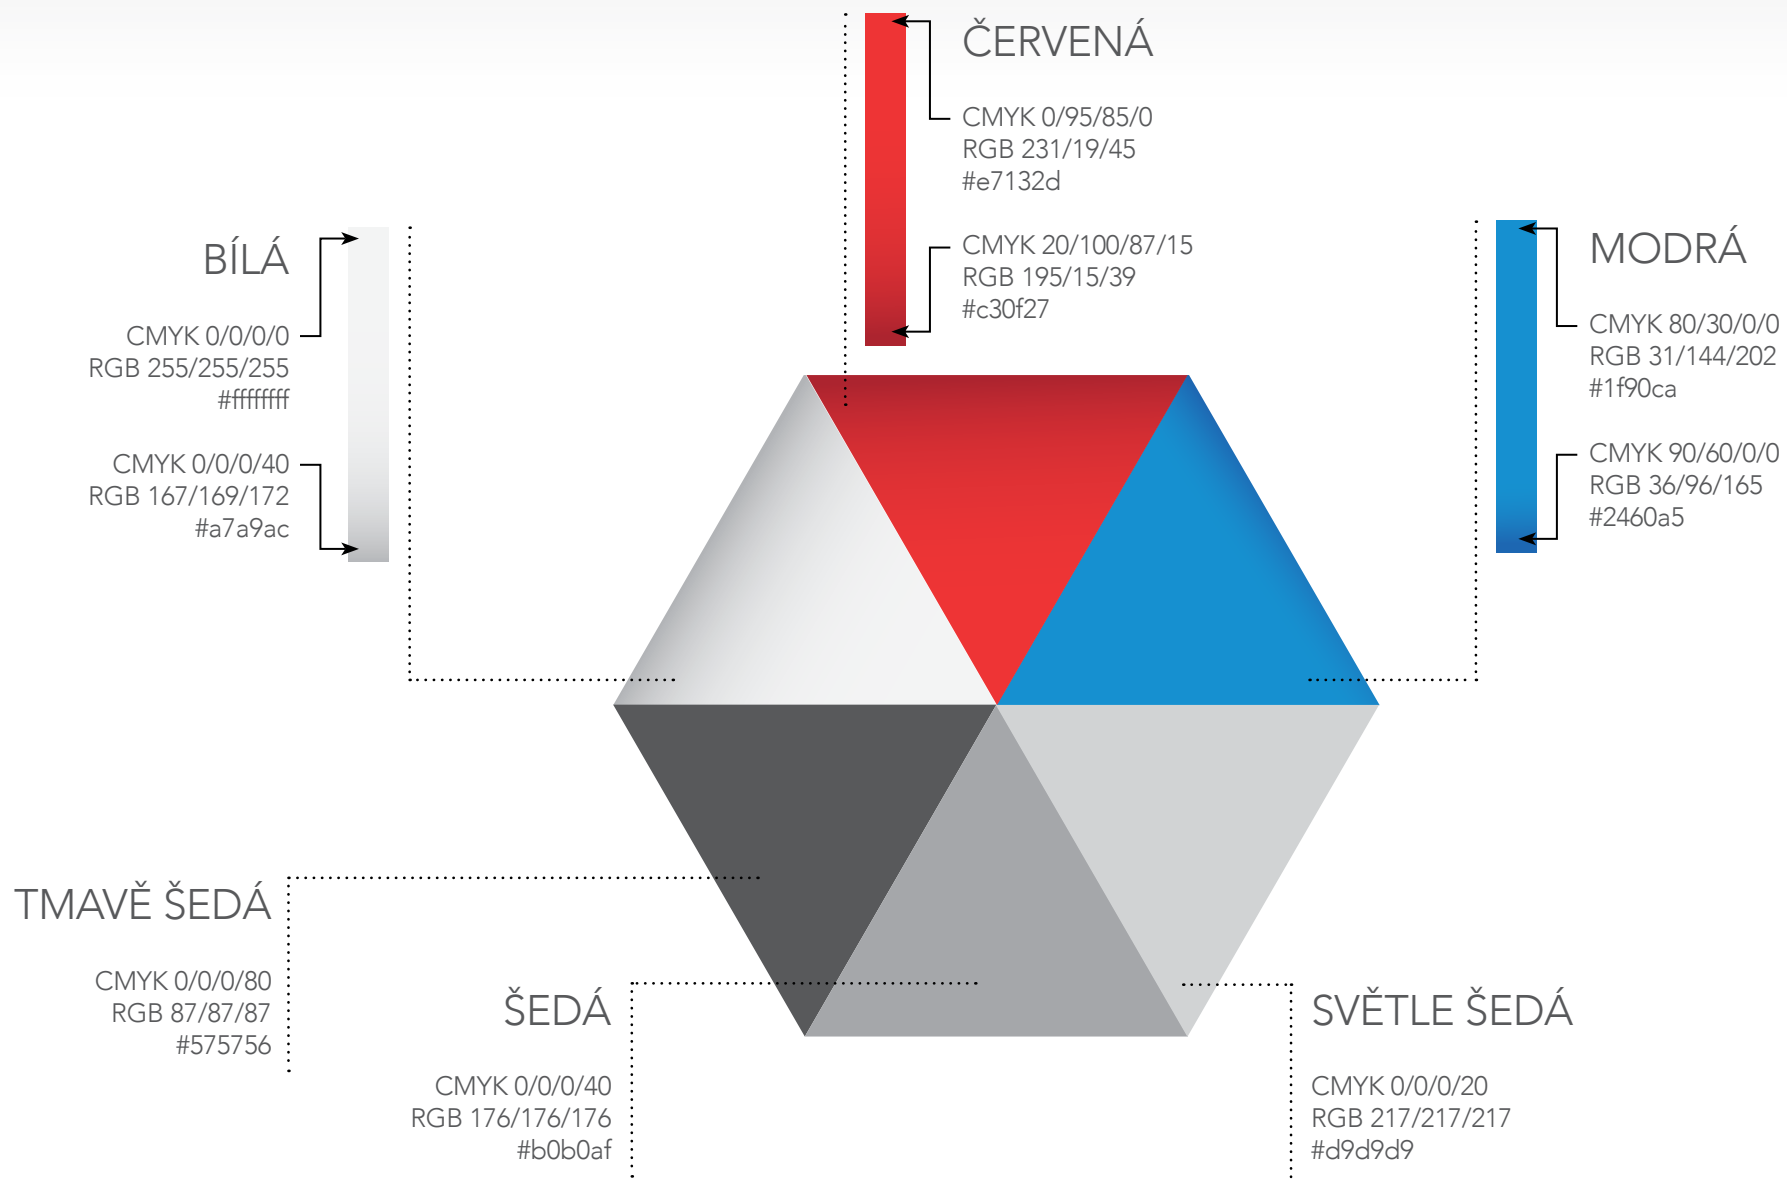 ČERVENÁ
CMYK 0/95/85/0
RGB 231/19/45
#e7132d
CMYK 20/100/87/15
RGB 195/15/39
#c30f27
BÍLÁ
CMYK 0/0/0/0
RGB 255/255/255
#ffffffff
CMYK 0/0/0/40
RGB 167/169/172
#a7a9ac
MODRÁ
CMYK 80/30/0/0
RGB 31/144/202
#1f90ca
CMYK 90/60/0/0
RGB 36/96/165
#2460a5
TMAVĚ ŠEDÁ
CMYK 0/0/0/80
RGB 87/87/87
#575756
ŠEDÁ
CMYK 0/0/0/40
RGB 176/176/176
#b0b0af
SVĚTLE ŠEDÁ
CMYK 0/0/0/20
RGB 217/217/217
#d9d9d9